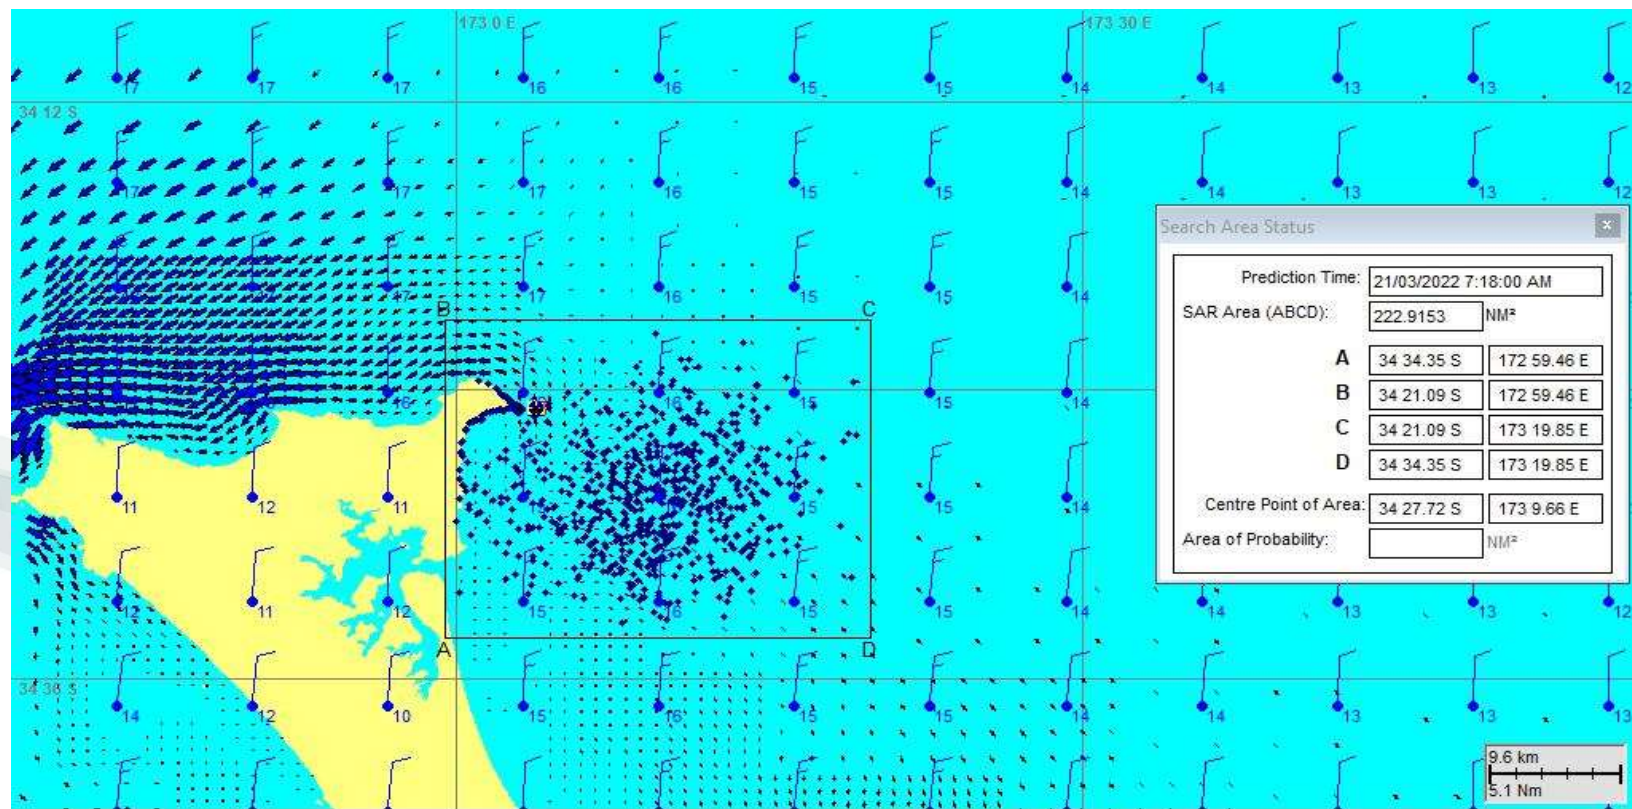 173 0 E
173 30 E
17 17 17 16 16 15 15 14 14 13 13 12
34 12 S
17 17 17 16 15 15 14 14 13 13 12
17 17 15 15 14
Search Area Status
x
Prediction Time: 21/03/2022 7:18:00 AM
SAR Area (ABCD): 222.9153 NM²
B C
A 34 34.35 S 172 59.46 E
B 34 21.09 S 172 59.46 E
C 34 21.09 S 173 19.85 E
D 34 34.35 S 173 19.85 E
Centre Point of Area: 34 27.72 S 173 9.66 E
Area of Probability: NM²
16 16 15 15 14
11 12 11 15 14
12 11 12 15 16 15 15 14 14 13 13 12
A D
34 36 S
14 12 10 15 16 15 15 14 14 13 13 13
9.6 km
5.1 Nm